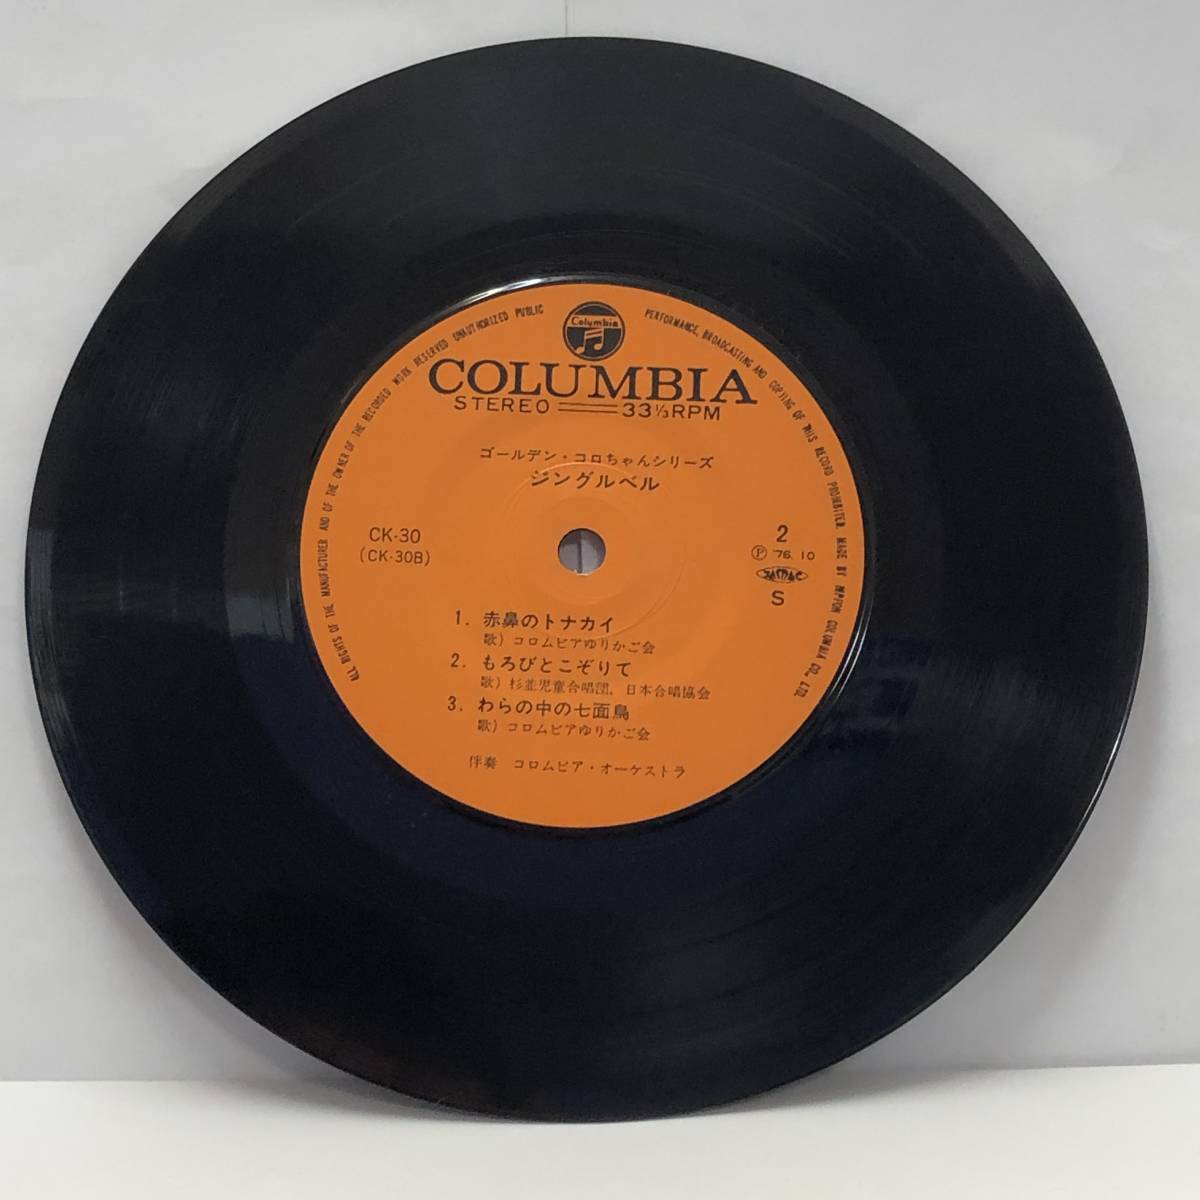 Columbia
COLUMBIA
STEREO 33⅓RPM
ゴールデン・コロちゃんシリーズ
ジングルベル
CK-30
(CK-30B)
2
Ⓟ '76.10
JASRAC
S
1. 赤鼻のトナカイ
歌)コロムビアゆりかご会
2. もろびとこぞりて
歌)杉並児童合唱団, 日本合唱協会
3. わらの中の七面鳥
歌)コロムビアゆりかご会
伴奏 コロムビア・オーケストラ
ALL RIGHTS OF THE MANUFACTURER AND OF THE OWNER OF THE RECORDED WORK RESERVED UNAUTHORIZED PUBLIC PERFORMANCE, BROADCASTING AND COPYING OF THIS RECORD PROHIBITED. MADE BY NIPPON COLUMBIA CO., LTD.